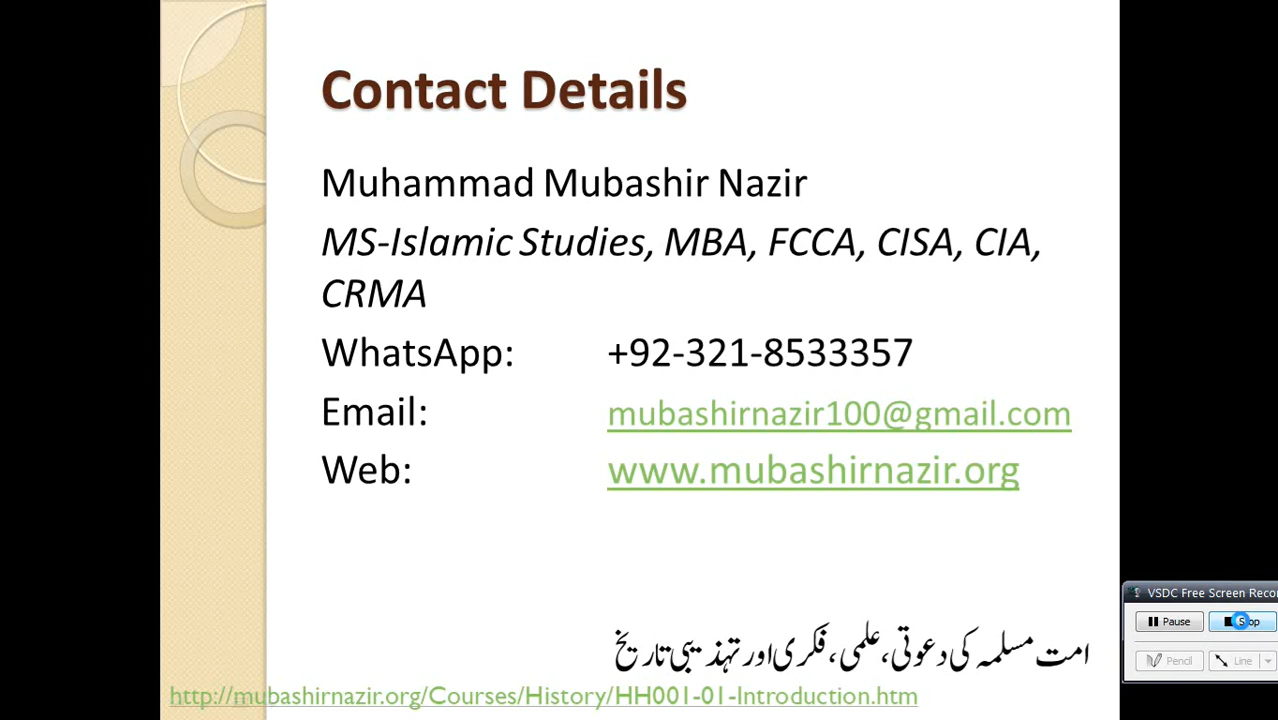 Contact Details
Muhammad Mubashir Nazir
MS-Islamic Studies, MBA, FCCA, CISA, CIA,
CRMA
WhatsApp: +92-321-8533357
Email: mubashirnazir100@gmail.com
Web: www.mubashirnazir.org
VSDC Free Screen Reco
Pause Stop
Pencil Line
امت مسلمہ کی دعوتی، علمی، فکری اور تہذیبی تاریخ
http://mubashirnazir.org/Courses/History/HH001-01-Introduction.htm